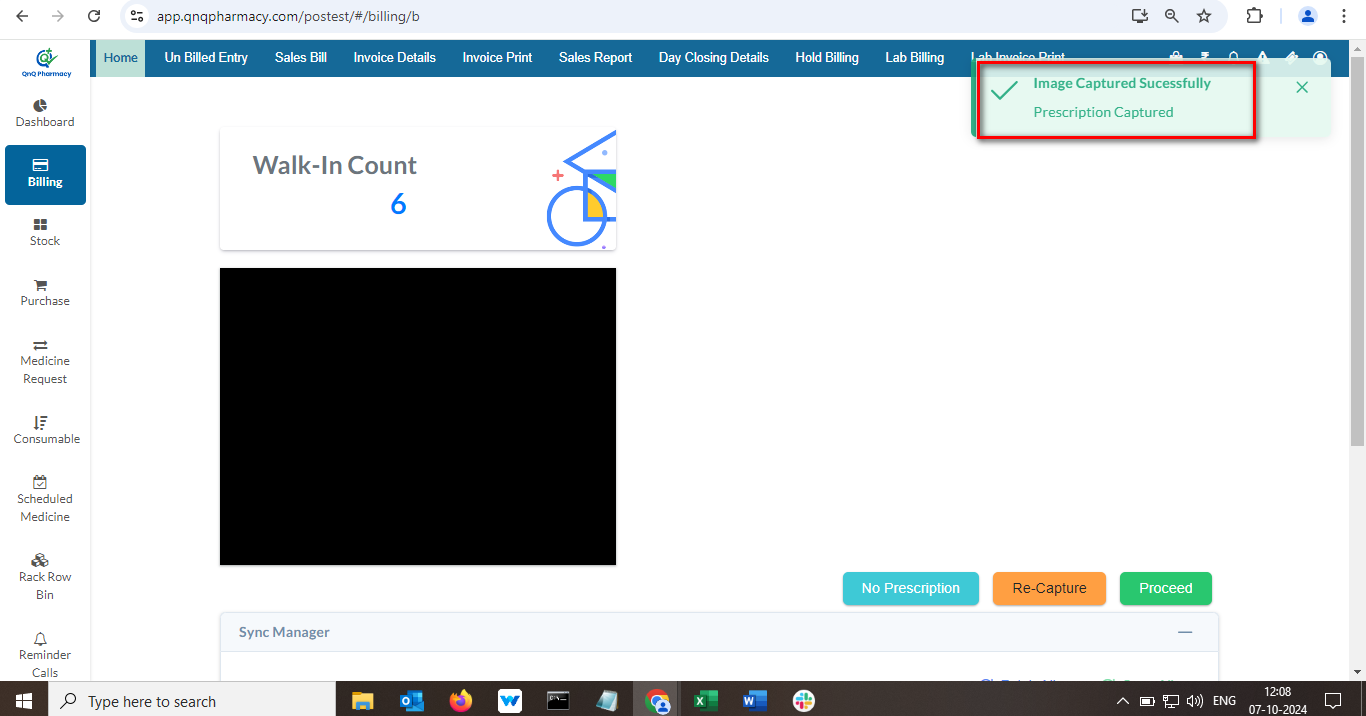 app.qnqpharmacy.com/postest/#/billing/b
QnQ Pharmacy
Home
Un Billed Entry
Sales Bill
Invoice Details
Invoice Print
Sales Report
Day Closing Details
Hold Billing
Lab Billing
Lab Invoice Print
Image Captured Sucessfully
Prescription Captured
Dashboard
Billing
Stock
Purchase
Medicine
Request
Consumable
Scheduled
Medicine
Rack Row
Bin
Reminder
Calls
Walk-In Count
6
No Prescription
Re-Capture
Proceed
Sync Manager
Type here to search
ENG
12:08
07-10-2024